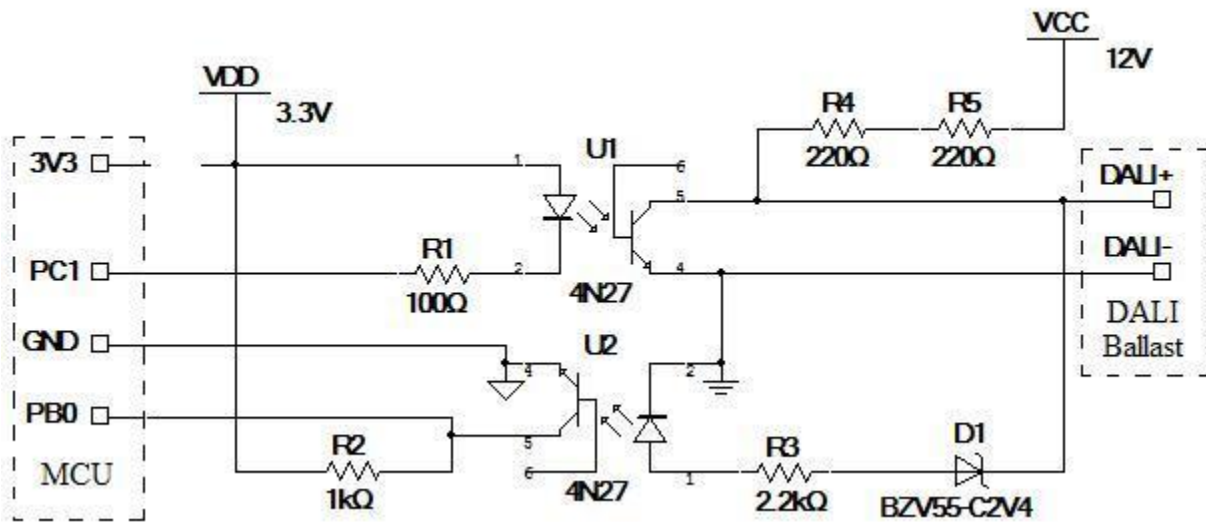 VCC
12V
VDD
3.3V
R4
R5
220Ω
220Ω
3V3
1
U1
6
5
DALI+
DALI-
PC1
R1
100Ω
2
4
4N27
GND
U2
4
2
DALI
Ballast
PB0
5
R2
1kΩ
6
4N27
1
R3
2.2kΩ
D1
BZV55-C2V4
MCU